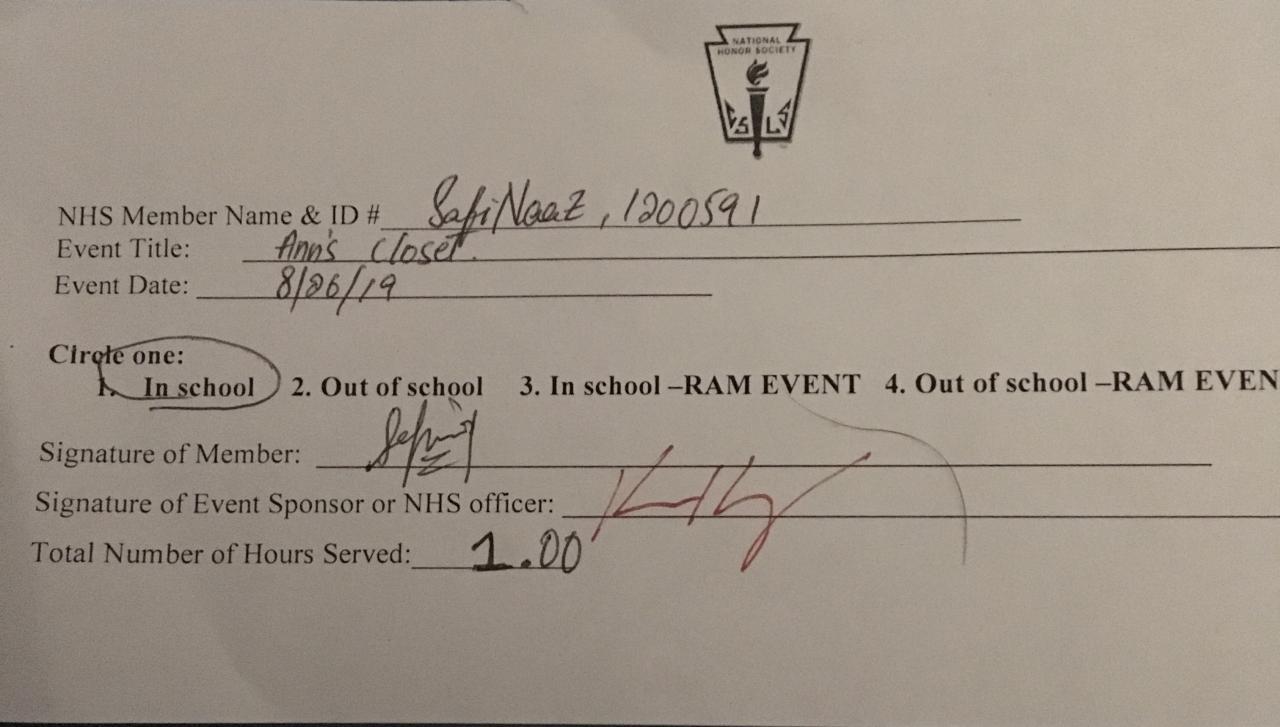 NATIONAL
HONOR SOCIETY
C S L S
NHS Member Name & ID # Safi Naaz, 1200591
Event Title: Ann's Closet.
Event Date: 8/26/19
Circle one:
1. In school 2. Out of school 3. In school –RAM EVENT 4. Out of school –RAM EVEN
Signature of Member:
Signature of Event Sponsor or NHS officer:
Total Number of Hours Served: 1.00